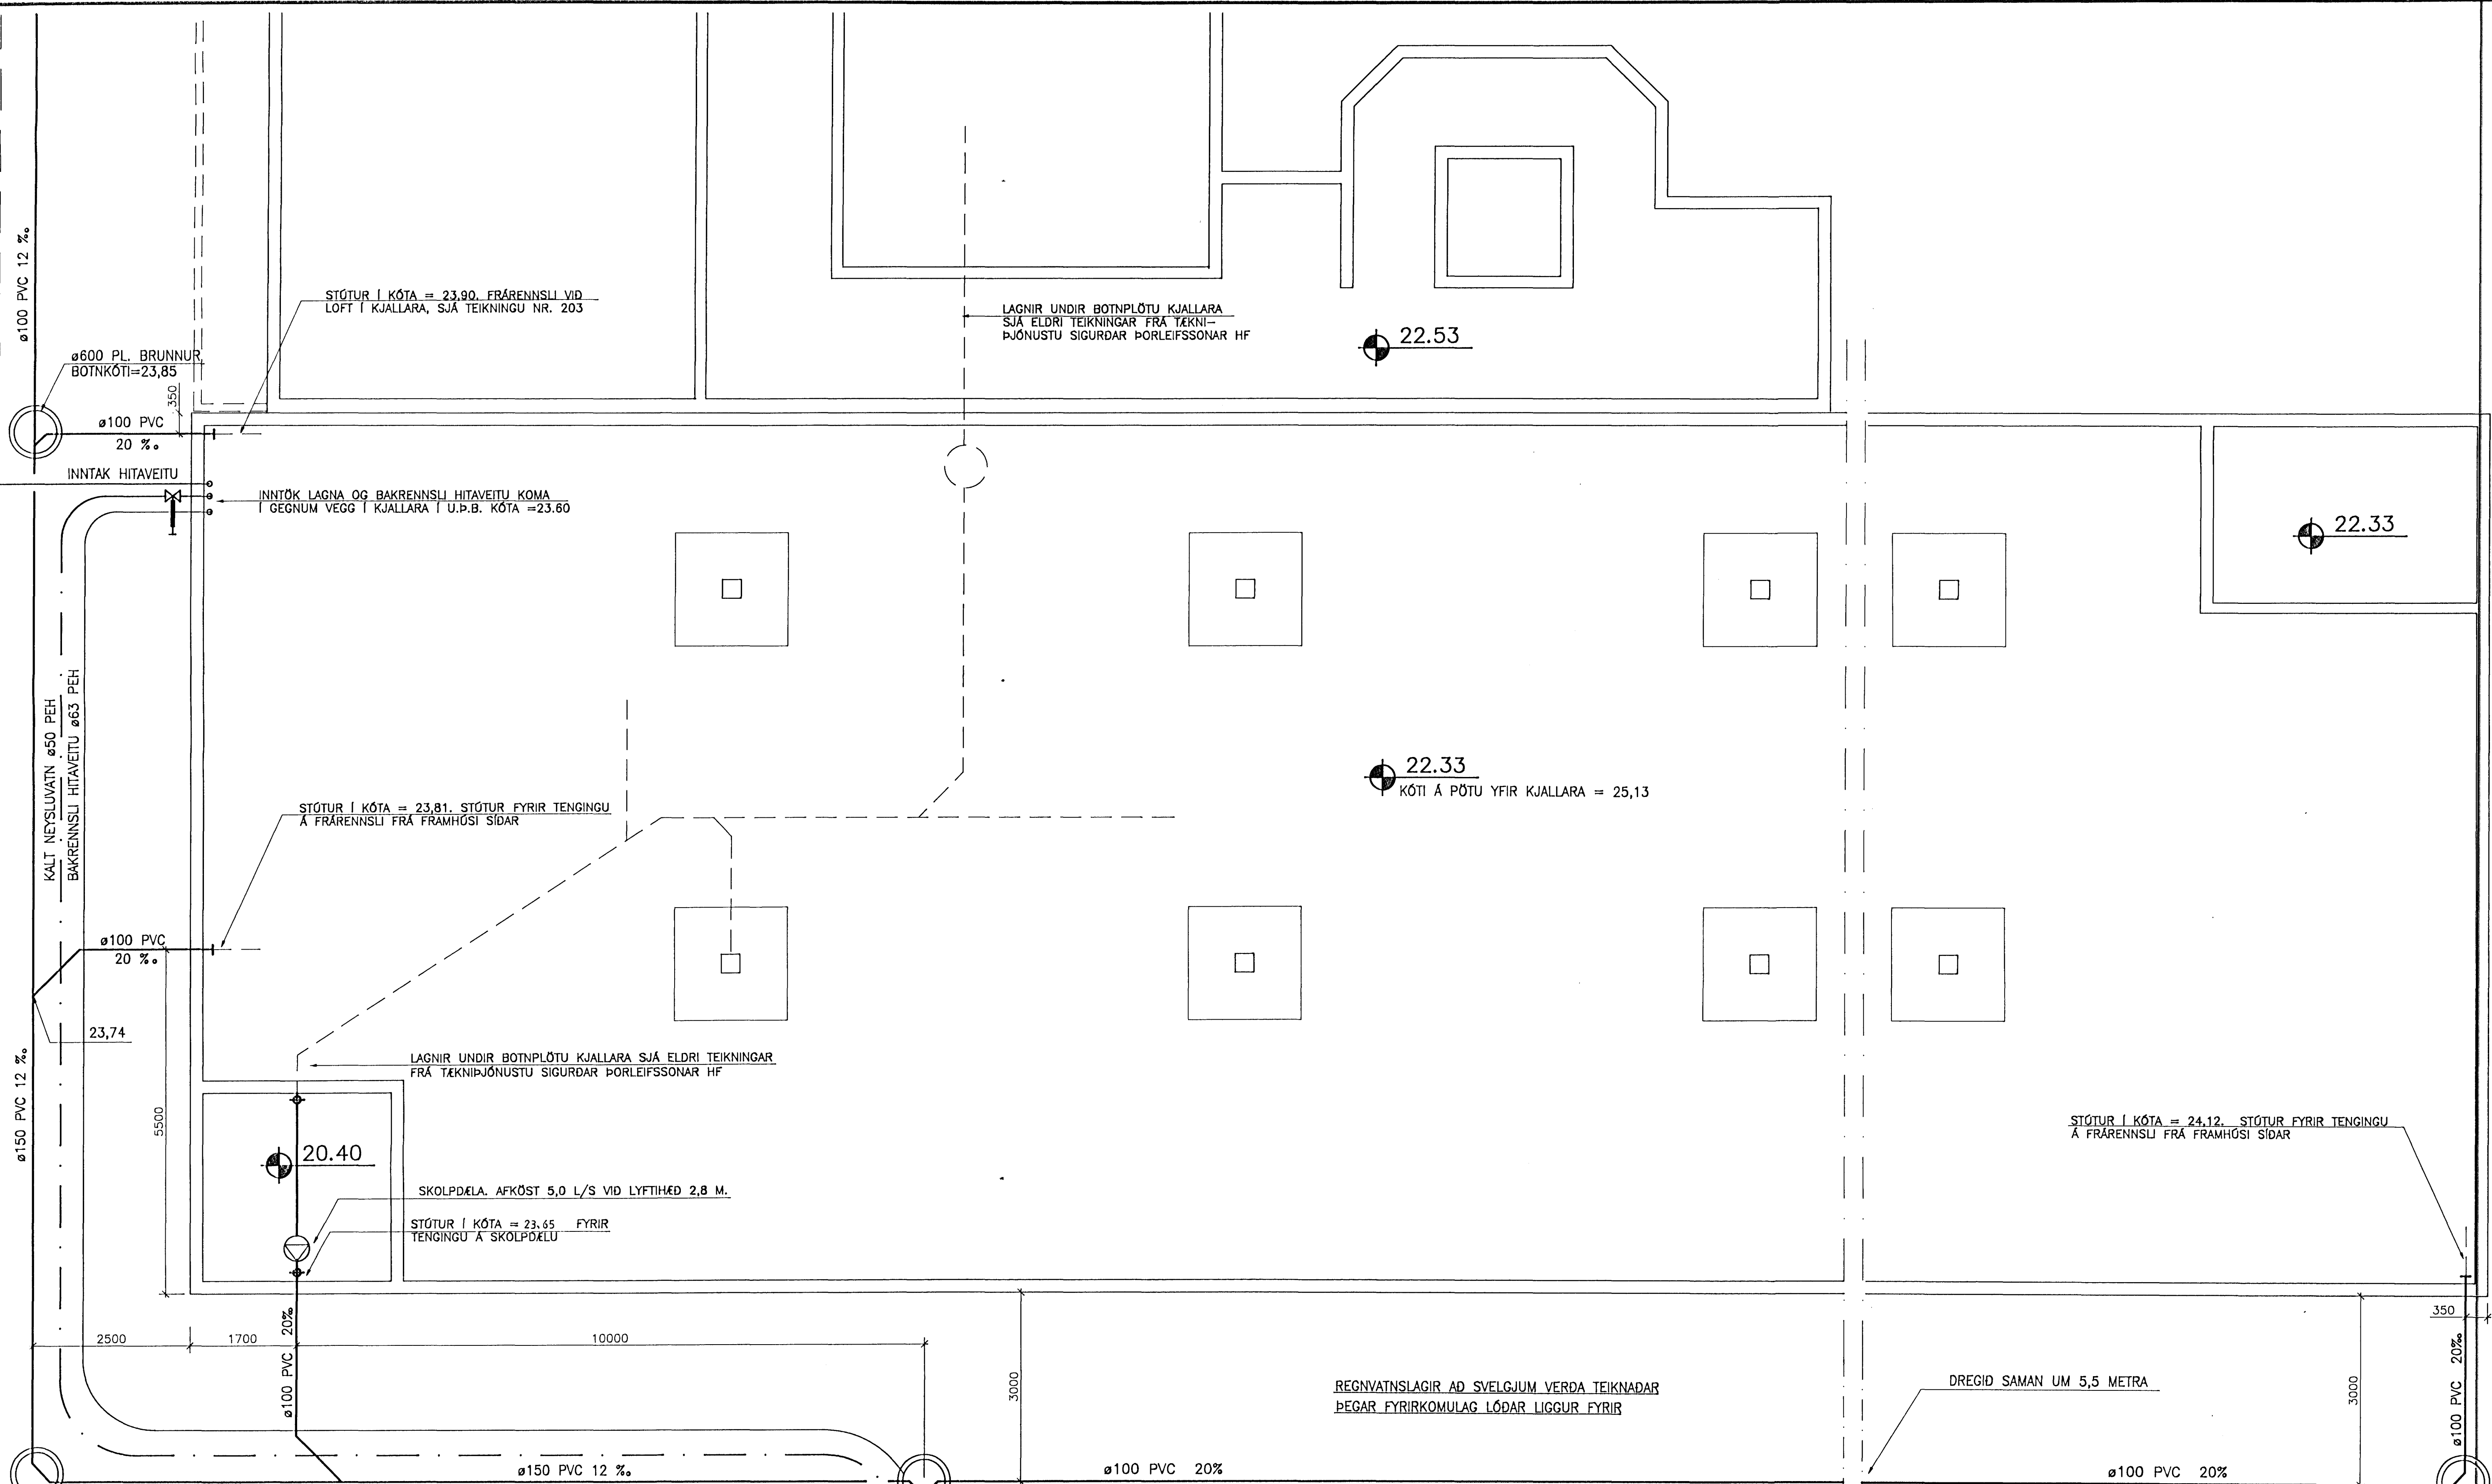 ø100 PVC 12 %o
STÚTUR Í KÓTA = 23,90. FRÁRENNSLI VIÐ
LOFT Í KJALLARA, SJÁ TEIKNINGU NR. 203
LAGNIR UNDIR BOTNPLÖTU KJALLARA
SJÁ ELDRI TEIKNINGAR FRÁ TÆKNI-
ÞJÓNUSTU SIGURÐAR ÞORLEIFSSONAR HF
22.53
ø600 PL. BRUNNUR
BOTNKÓTI=23,85
350
ø100 PVC
20 %o
INNTAK HITAVEITU
INNTÖK LAGNA OG BAKRENNSLI HITAVEITU KOMA
Í GEGNUM VEGG Í KJALLARA Í U.Þ.B. KÓTA =23.60
22.33
KALT NEYSLUVATN ø50 PEH
BAKRENNSLI HITAVEITU ø63 PEH
22.33
KÓTI Á PÖTU YFIR KJALLARA = 25,13
STÚTUR Í KÓTA = 23,81. STÚTUR FYRIR TENGINGU
Á FRÁRENNSLI FRÁ FRAMHÚSI SÍÐAR
ø100 PVC
20 %o
23,74
ø150 PVC 12 %o
LAGNIR UNDIR BOTNPLÖTU KJALLARA SJÁ ELDRI TEIKNINGAR
FRÁ TÆKNIÞJÓNUSTU SIGURÐAR ÞORLEIFSSONAR HF
5500
STÚTUR Í KÓTA = 24,12. STÚTUR FYRIR TENGINGU
Á FRÁRENNSLI FRÁ FRAMHÚSI SÍÐAR
20.40
SKOLPDÆLA. AFKÖST 5,0 L/S VIÐ LYFTIHÆÐ 2,8 M.
STÚTUR Í KÓTA = 23,65 FYRIR
TENGINGU Á SKOLPDÆLU
2500
1700
10000
350
ø100 PVC 20‰
3000
REGNVATNSLAGIR AÐ SVELGJUM VERÐA TEIKNAÐAR
ÞEGAR FYRIRKOMULAG LÓÐAR LIGGUR FYRIR
DREGIÐ SAMAN UM 5,5 METRA
3000
ø100 PVC 20‰
ø150 PVC 12 %o
ø100 PVC 20%
ø100 PVC 20%